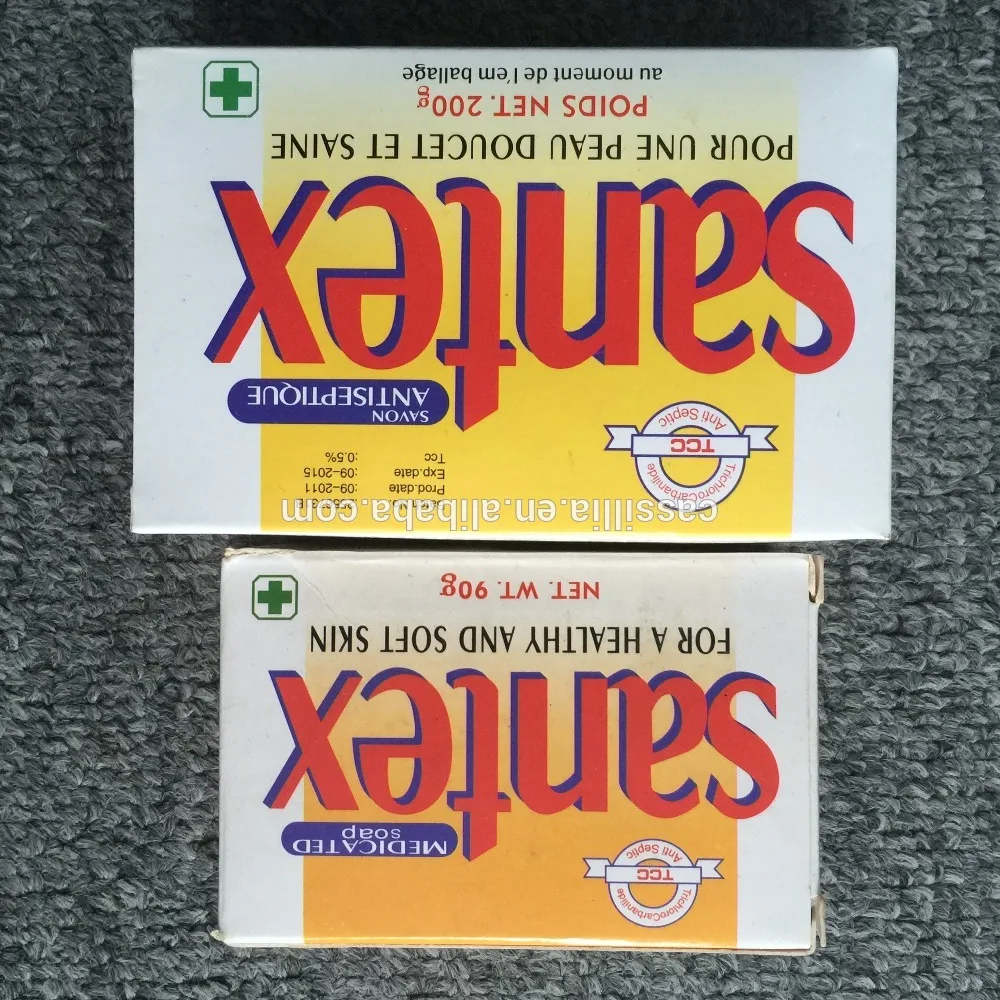 TrichloroCarbanilide
TCC
Anti Septic
MEDICATED
soap
santex
FOR A HEALTHY AND SOFT SKIN
NET. WT. 90g
cassillia.en.alibaba.com
Prod.date :09-2011
Exp.date :09-2015
Tcc :0.5%
TrichloroCarbanilide
TCC
Anti Septic
SAVON
ANTISEPTIQUE
santex
POUR UNE PEAU DOUCET ET SAINE
POIDS NET. 200g
au moment de l'em ballage